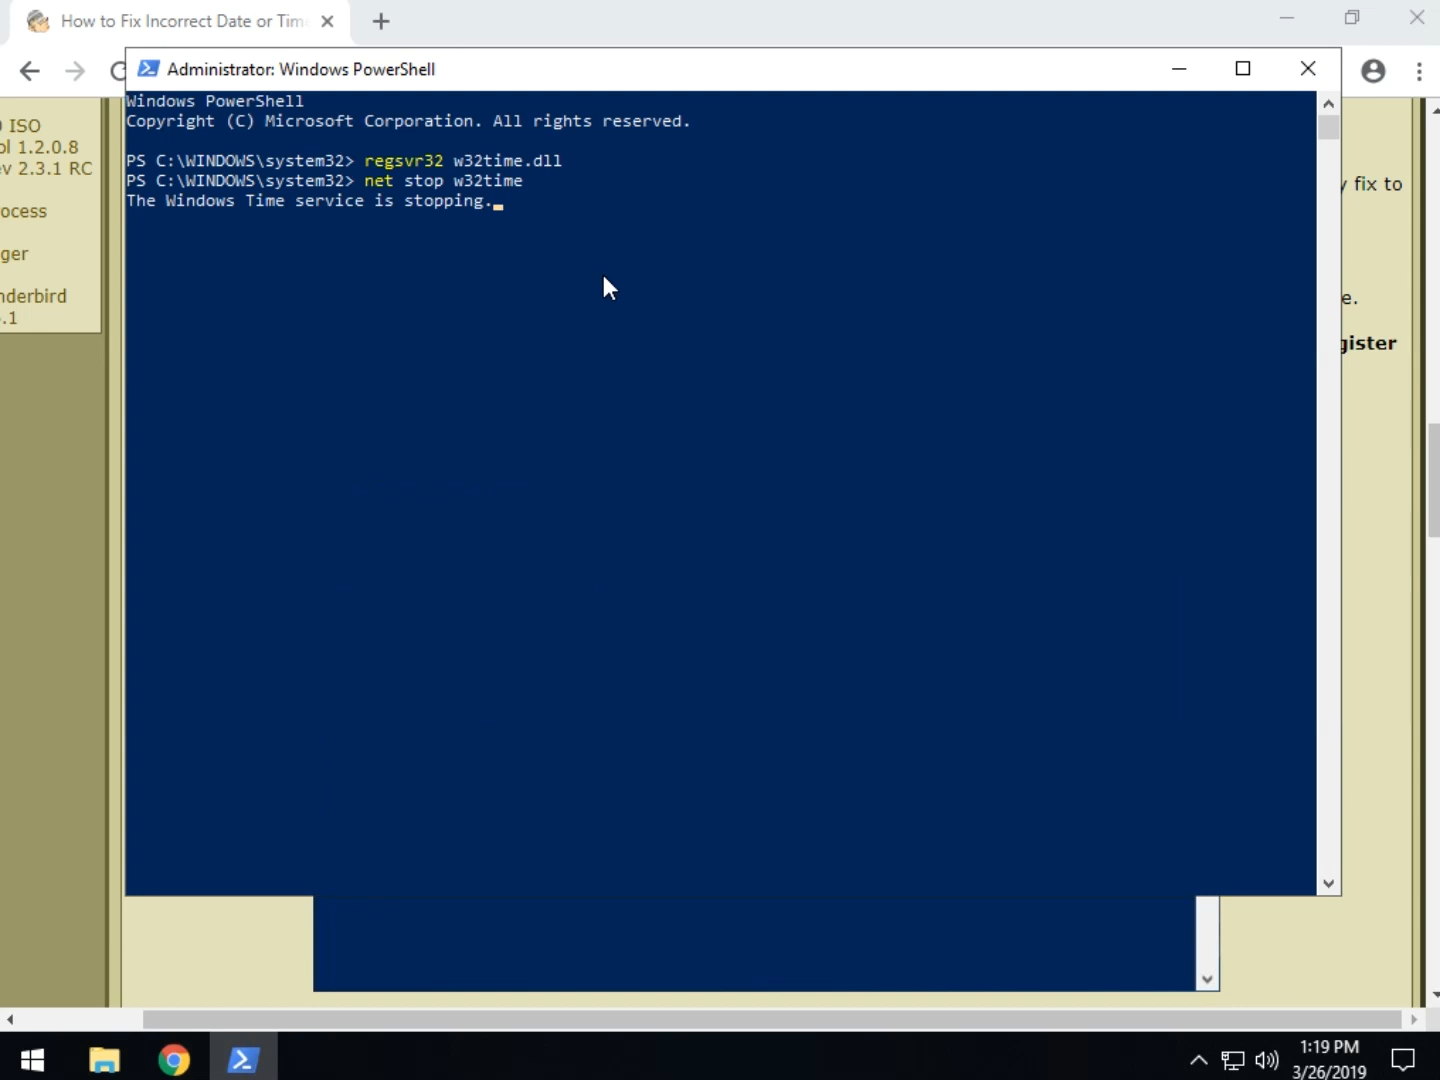 How to Fix Incorrect Date or Tim
Administrator: Windows PowerShell
Windows PowerShell
Copyright (C) Microsoft Corporation. All rights reserved.
PS C:\WINDOWS\system32> regsvr32 w32time.dll
PS C:\WINDOWS\system32> net stop w32time
The Windows Time service is stopping.
ISO
ol 1.2.0.8
ev 2.3.1 RC
ocess
ger
nderbird
.1
y fix to
e.
gister
1:19 PM
3/26/2019